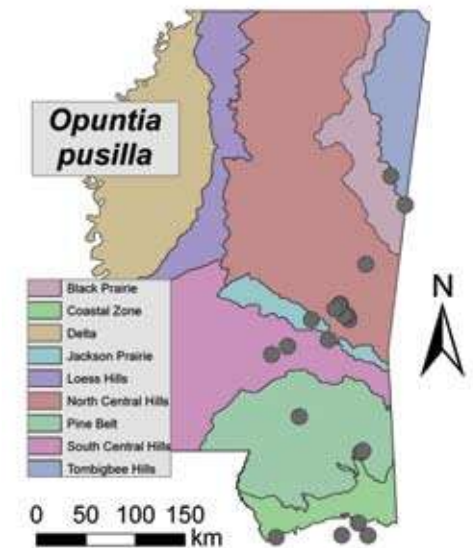 Opuntia
pusilla
Black Prairie
Coastal Zone
Delta
Jackson Prairie
Loess Hills
North Central Hills
Pine Belt
South Central Hills
Tombigbee Hills
N
0 50 100 150
km